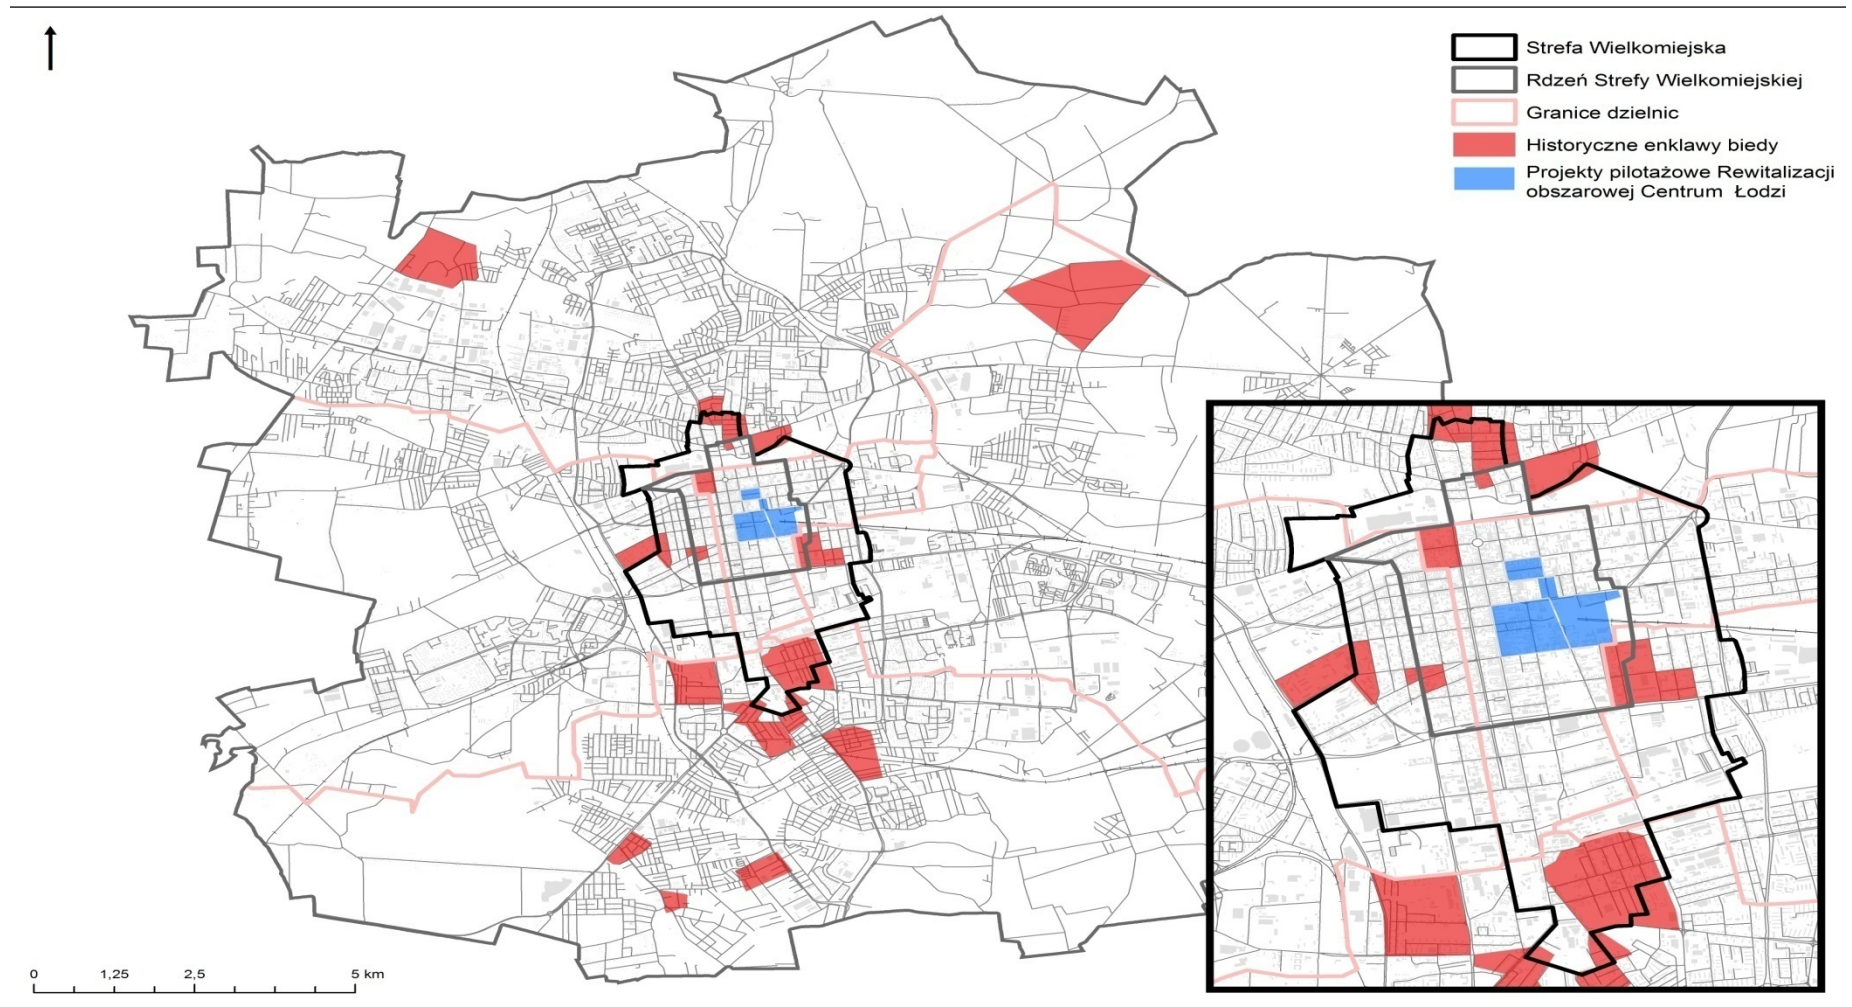 Strefa Wielkomiejska
Rdzeń Strefy Wielkomiejskiej
Granice dzielnic
Historyczne enklawy biedy
Projekty pilotażowe Rewitalizacji
obszarowej Centrum Łodzi
0 1,25 2,5 5 km